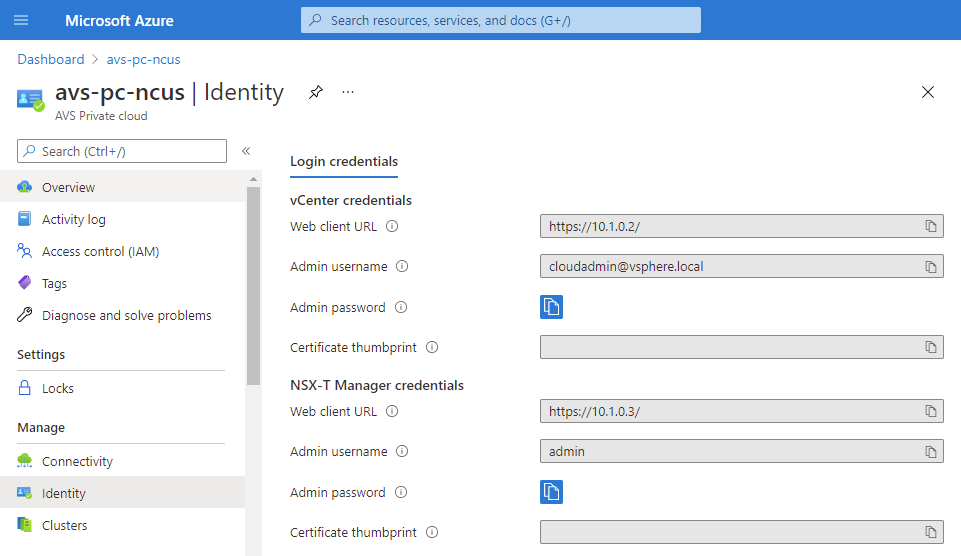 Microsoft Azure
Search resources, services, and docs (G+/)
Dashboard > avs-pc-ncus
avs-pc-ncus | Identity
AVS Private cloud
Search (Ctrl+/)
Overview
Activity log
Access control (IAM)
Tags
Diagnose and solve problems
Settings
Locks
Manage
Connectivity
Identity
Clusters
Login credentials
vCenter credentials
Web client URL
https://10.1.0.2/
Admin username
cloudadmin@vsphere.local
Admin password
Certificate thumbprint
NSX-T Manager credentials
Web client URL
https://10.1.0.3/
Admin username
admin
Admin password
Certificate thumbprint